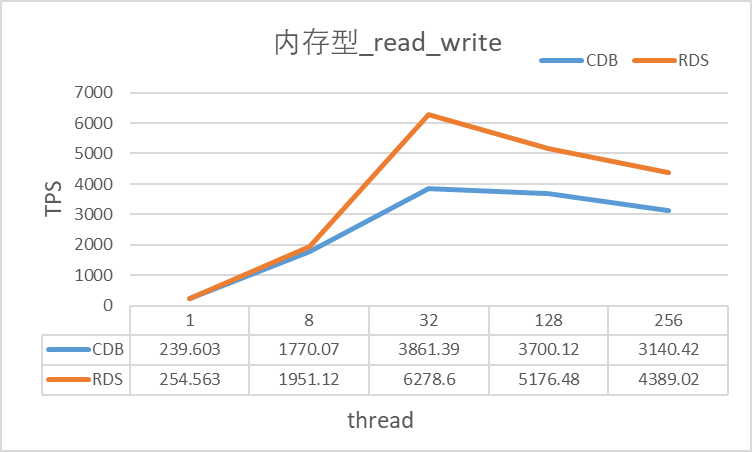 内存型_read_write
CDB RDS
TPS
7000
6000
5000
4000
3000
2000
1000
0
1 8 32 128 256
CDB 239.603 1770.07 3861.39 3700.12 3140.42
RDS 254.563 1951.12 6278.6 5176.48 4389.02
thread